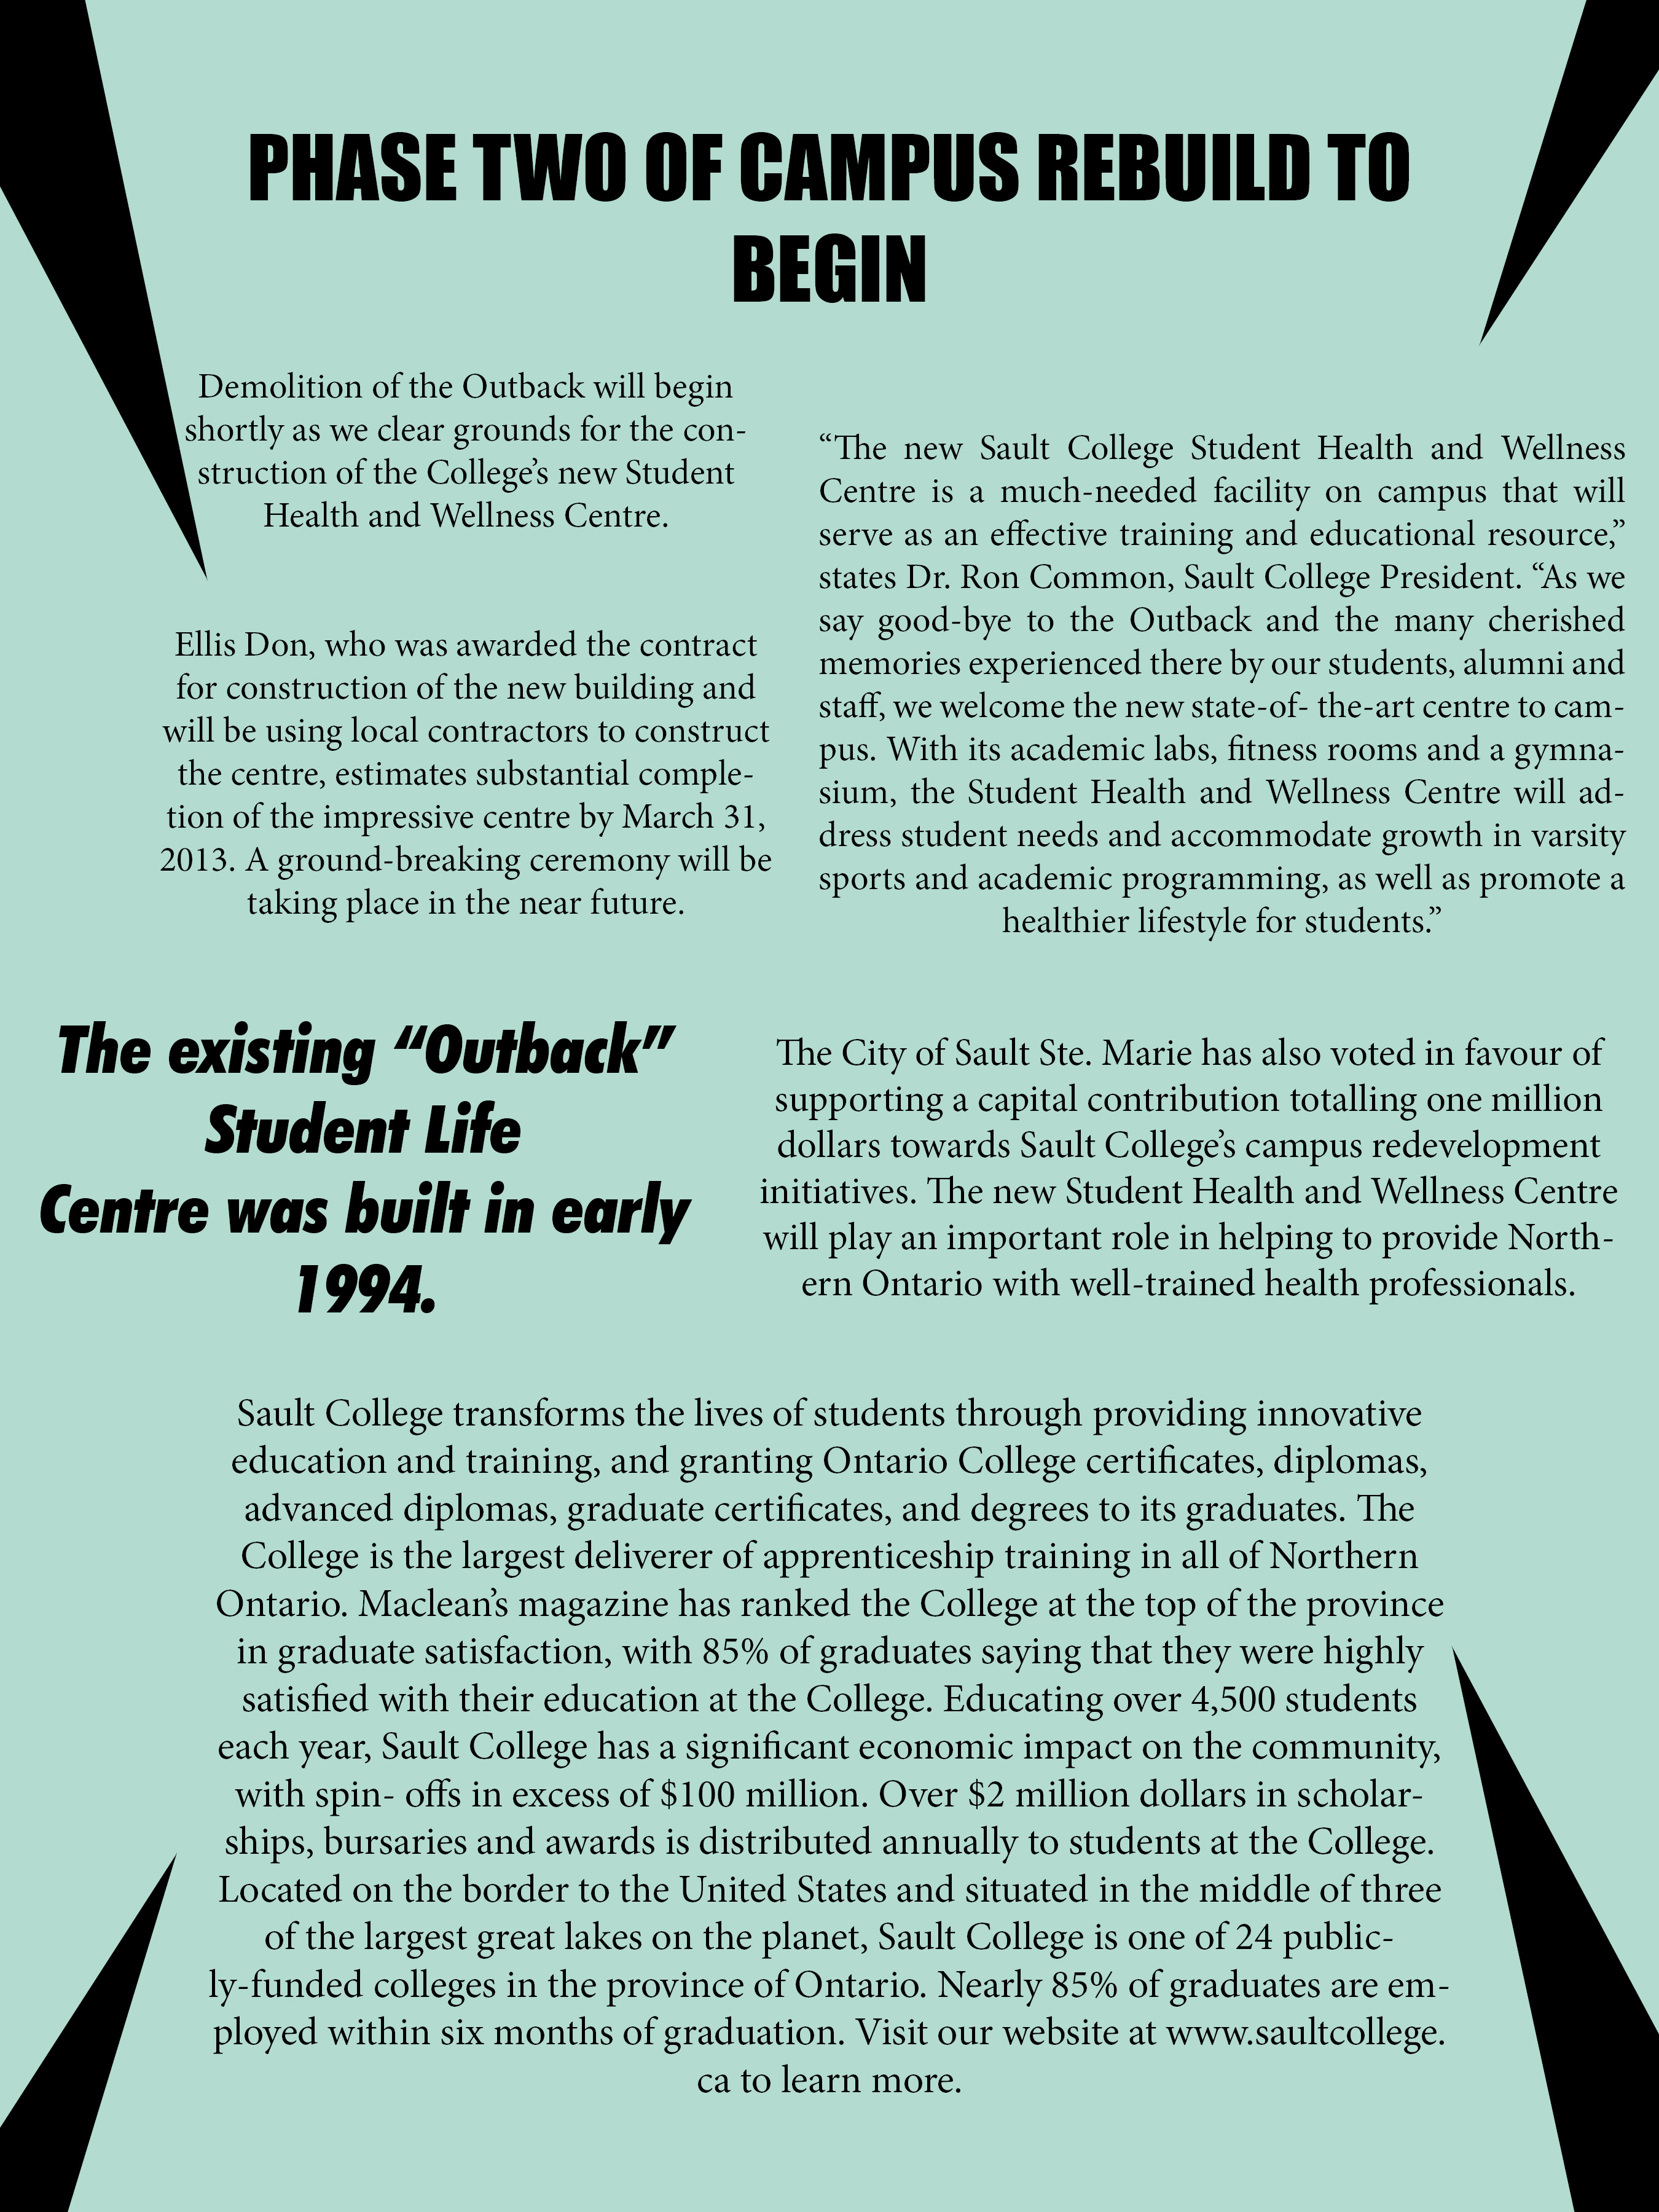 PHASE TWO OF CAMPUS REBUILD TO
BEGIN
Demolition of the Outback will begin
shortly as we clear grounds for the con-
struction of the College’s new Student
Health and Wellness Centre.
Ellis Don, who was awarded the contract
for construction of the new building and
will be using local contractors to construct
the centre, estimates substantial comple-
tion of the impressive centre by March 31,
2013. A ground-breaking ceremony will be
taking place in the near future.
“The new Sault College Student Health and Wellness
Centre is a much-needed facility on campus that will
serve as an effective training and educational resource,”
states Dr. Ron Common, Sault College President. “As we
say good-bye to the Outback and the many cherished
memories experienced there by our students, alumni and
staff, we welcome the new state-of- the-art centre to cam-
pus. With its academic labs, fitness rooms and a gymna-
sium, the Student Health and Wellness Centre will ad-
dress student needs and accommodate growth in varsity
sports and academic programming, as well as promote a
healthier lifestyle for students.”
The existing “Outback”
Student Life
Centre was built in early
1994.
The City of Sault Ste. Marie has also voted in favour of
supporting a capital contribution totalling one million
dollars towards Sault College’s campus redevelopment
initiatives. The new Student Health and Wellness Centre
will play an important role in helping to provide North-
ern Ontario with well-trained health professionals.
Sault College transforms the lives of students through providing innovative
education and training, and granting Ontario College certificates, diplomas,
advanced diplomas, graduate certificates, and degrees to its graduates. The
College is the largest deliverer of apprenticeship training in all of Northern
Ontario. Maclean’s magazine has ranked the College at the top of the province
in graduate satisfaction, with 85% of graduates saying that they were highly
satisfied with their education at the College. Educating over 4,500 students
each year, Sault College has a significant economic impact on the community,
with spin- offs in excess of $100 million. Over $2 million dollars in scholar-
ships, bursaries and awards is distributed annually to students at the College.
Located on the border to the United States and situated in the middle of three
of the largest great lakes on the planet, Sault College is one of 24 public-
ly-funded colleges in the province of Ontario. Nearly 85% of graduates are em-
ployed within six months of graduation. Visit our website at www.saultcollege.
ca to learn more.